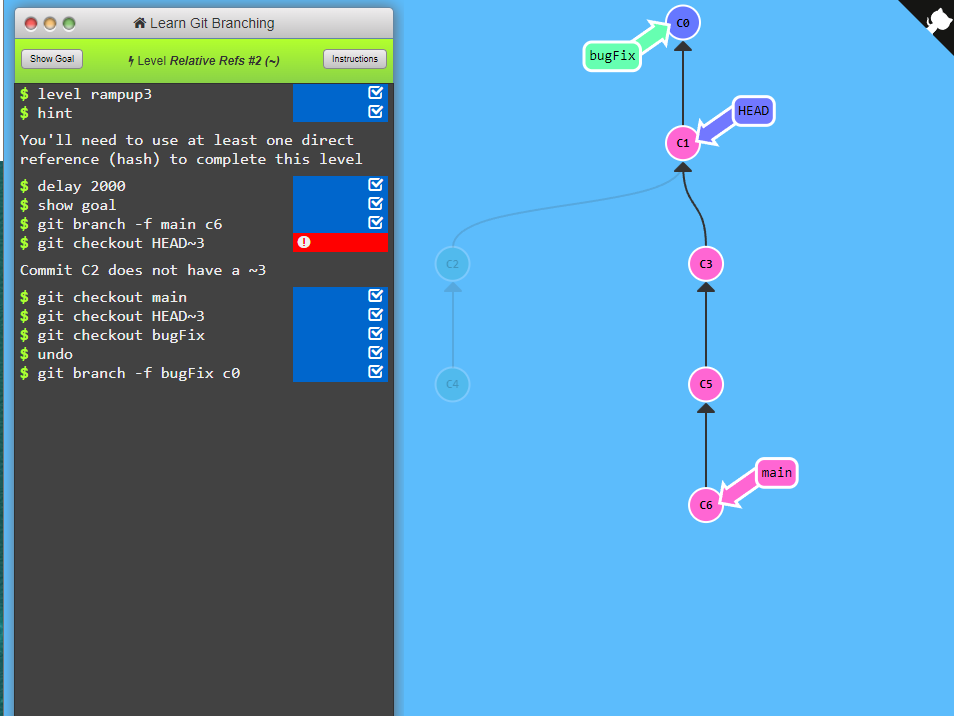 Learn Git Branching
Show Goal
Level Relative Refs #2 (~)
Instructions
$ level rampup3
$ hint
You'll need to use at least one direct
reference (hash) to complete this level
$ delay 2000
$ show goal
$ git branch -f main c6
$ git checkout HEAD~3
Commit C2 does not have a ~3
$ git checkout main
$ git checkout HEAD~3
$ git checkout bugFix
$ undo
$ git branch -f bugFix c0
C0
bugFix
HEAD
C1
C2
C3
C4
C5
main
C6